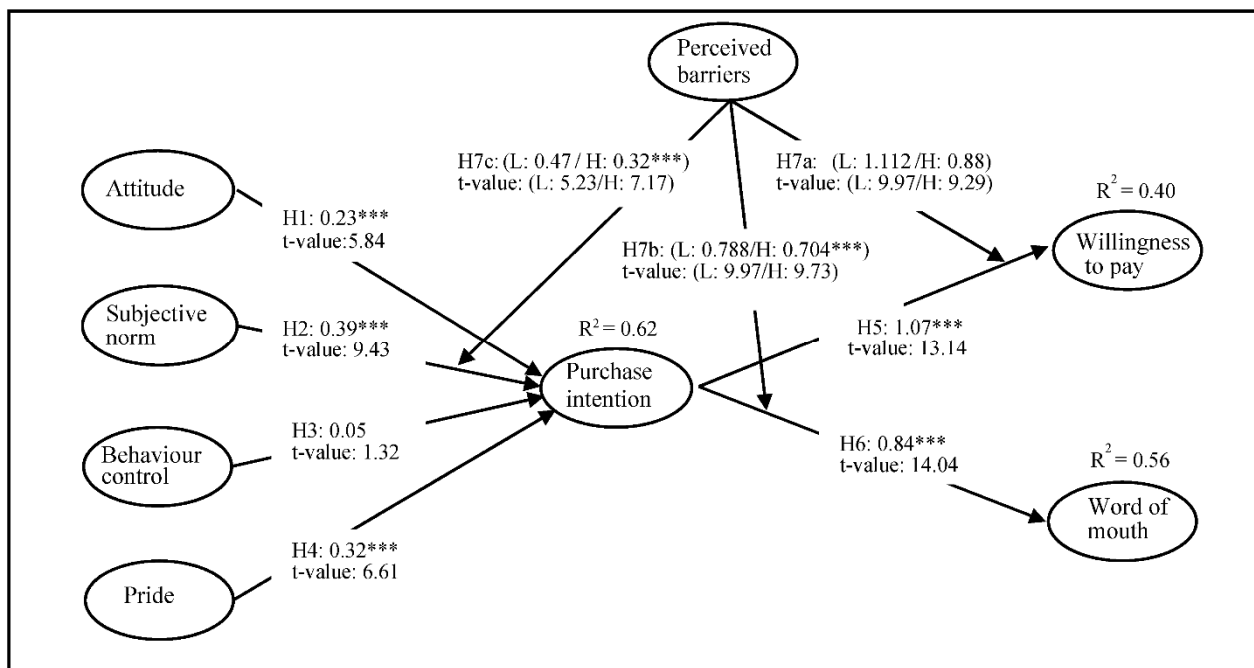 Perceived
barriers
H7c: (L: 0.47 / H: 0.32***)
t-value: (L: 5.23/H: 7.17)
H7a: (L: 1.112 /H: 0.88)
t-value: (L: 9.97/H: 9.29)
Attitude
H1: 0.23***
t-value:5.84
R² = 0.40
Willingness
to pay
H7b: (L: 0.788/H: 0.704***)
t-value: (L: 9.97/H: 9.73)
Subjective
norm
H2: 0.39***
t-value: 9.43
R² = 0.62
Purchase
intention
H5: 1.07***
t-value: 13.14
Behaviour
control
H3: 0.05
t-value: 1.32
H6: 0.84***
t-value: 14.04
R² = 0.56
Word of
mouth
H4: 0.32***
t-value: 6.61
Pride